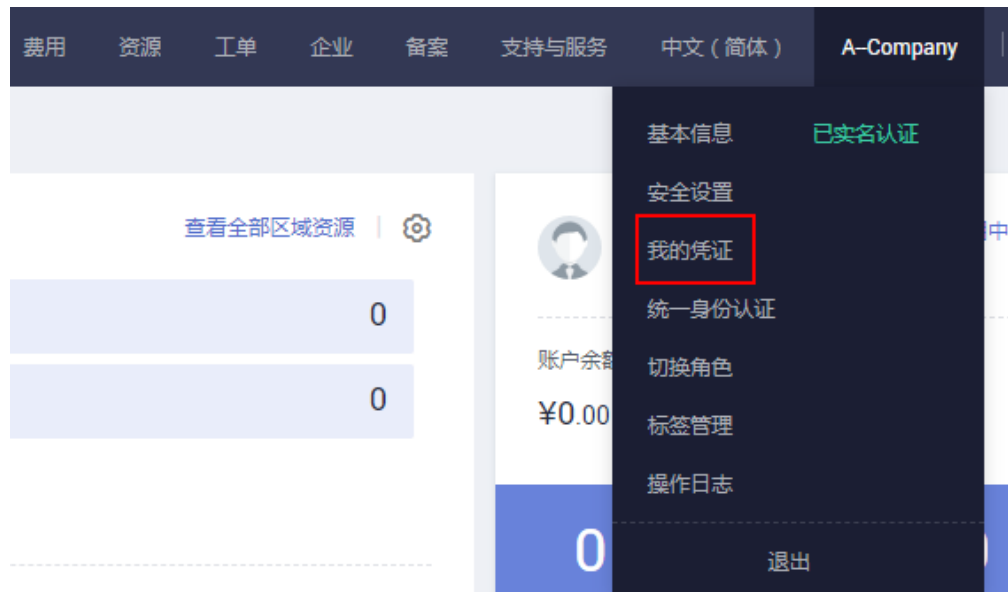 费用 资源 工单 企业 备案 支持与服务 中文（简体） A-Company
基本信息 已实名认证
安全设置
查看全部区域资源
我的凭证
0
统一身份认证
账户余额
切换角色
0
¥0.00
标签管理
操作日志
0
退出